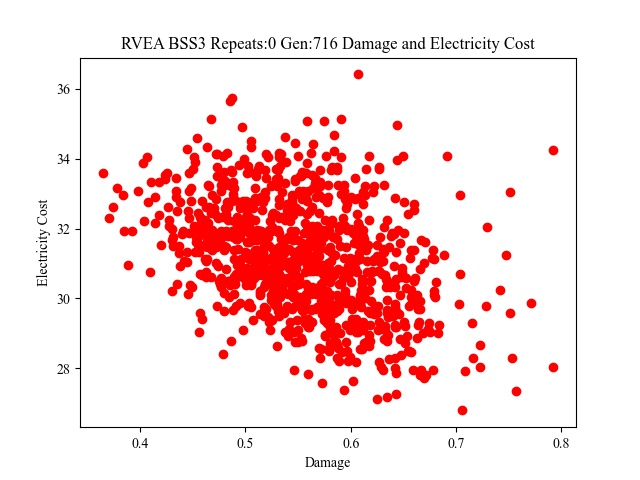 RVEA BSS3 Repeats:0 Gen:716 Damage and Electricity Cost
36
34
32
30
28
Electricity Cost
0.4 0.5 0.6 0.7 0.8
Damage